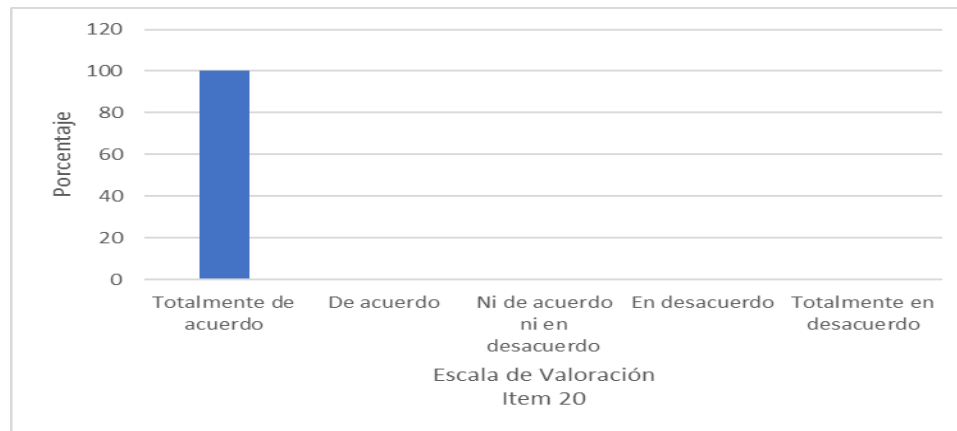 120
100
80
60
40
20
0
Porcentaje
Totalmente de
acuerdo
De acuerdo
Ni de acuerdo
ni en
desacuerdo
En desacuerdo
Totalmente en
desacuerdo
Escala de Valoración
Item 20